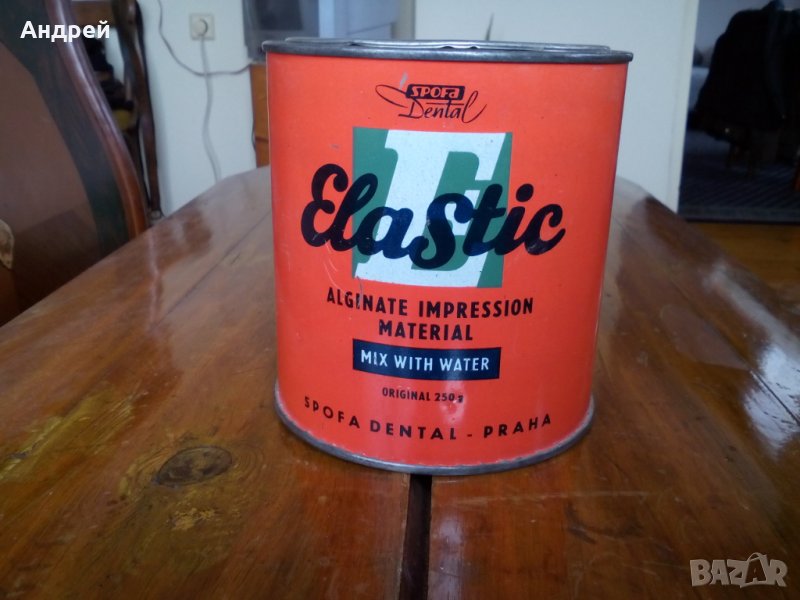 Андрей
SPOFA
Dental
E
Elastic
ALGINATE IMPRESSION
MATERIAL
MIX WITH WATER
ORIGINAL 250 g
SPOFA DENTAL - PRAHA
BAZAR